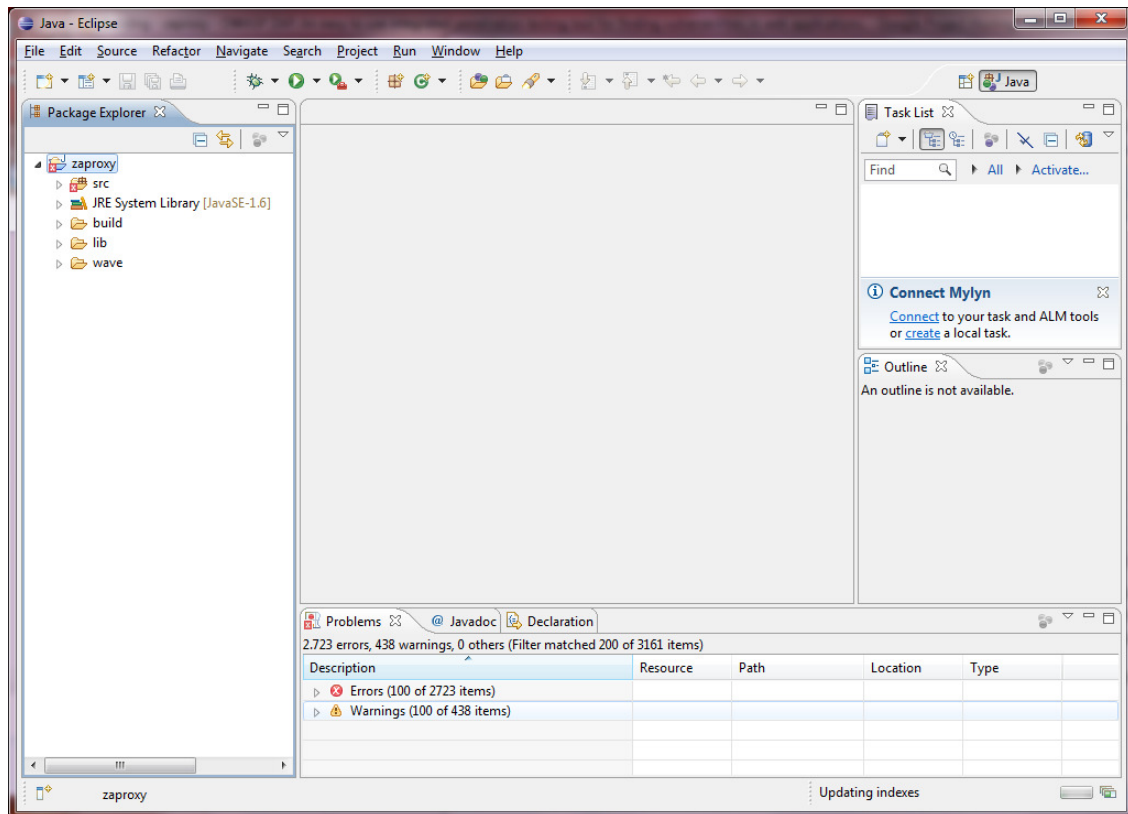 Java - Eclipse
File Edit Source Refactor Navigate Search Project Run Window Help
Java
Package Explorer
zaproxy
src
JRE System Library [JavaSE-1.6]
build
lib
wave
Task List
Find All Activate...
Connect Mylyn
Connect to your task and ALM tools
or create a local task.
Outline
An outline is not available.
Problems @ Javadoc Declaration
2.723 errors, 438 warnings, 0 others (Filter matched 200 of 3161 items)
Description Resource Path Location Type
Errors (100 of 2723 items)
Warnings (100 of 438 items)
zaproxy Updating indexes